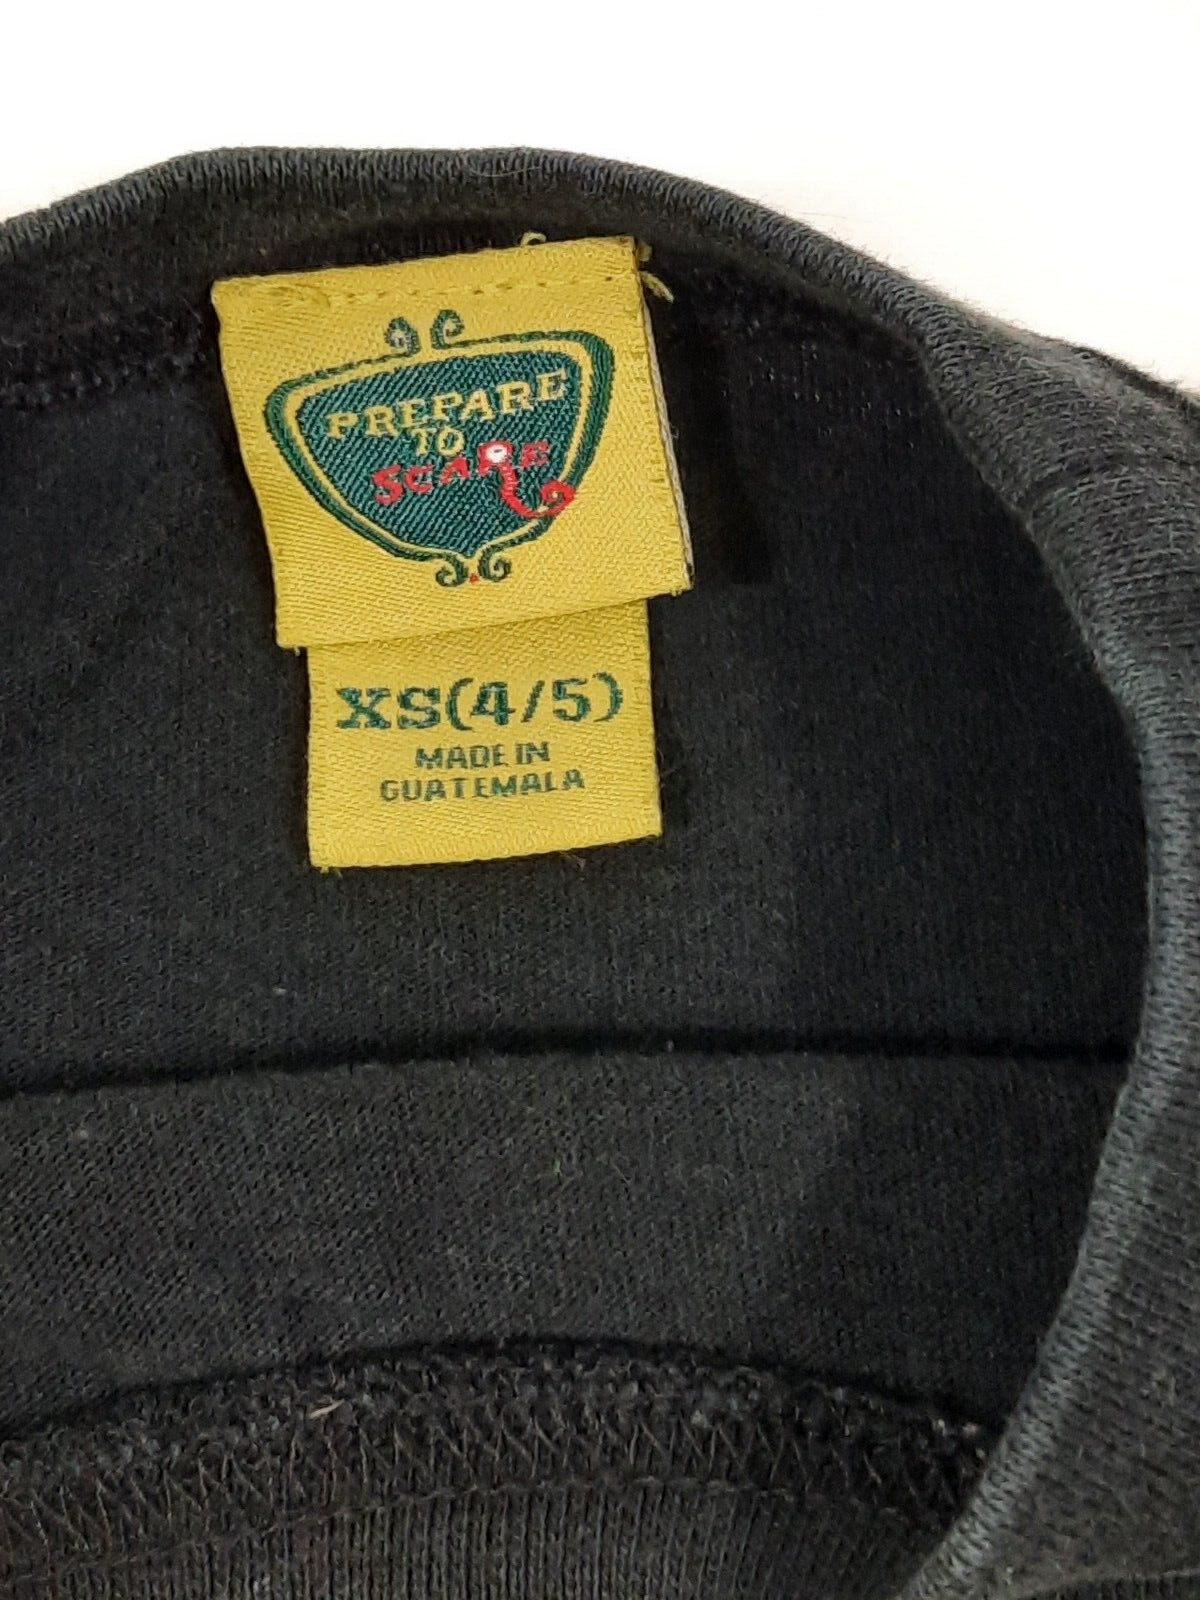 PREPARE
TO
SCARE
XS(4/5)
MADE IN
GUATEMALA